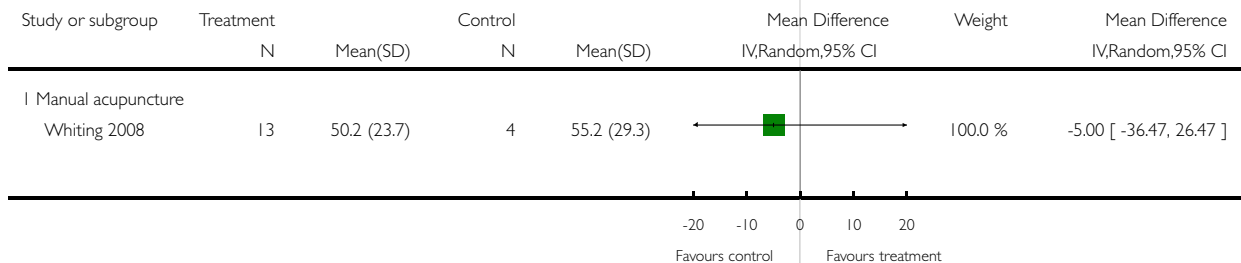 Study or subgroup Treatment Control Mean Difference Weight Mean Difference
N Mean(SD) N Mean(SD) IV,Random,95% CI IV,Random,95% CI
1 Manual acupuncture
Whiting 2008 13 50.2 (23.7) 4 55.2 (29.3) 100.0 % -5.00 [ -36.47, 26.47 ]
-20 -10 0 10 20
Favours control Favours treatment